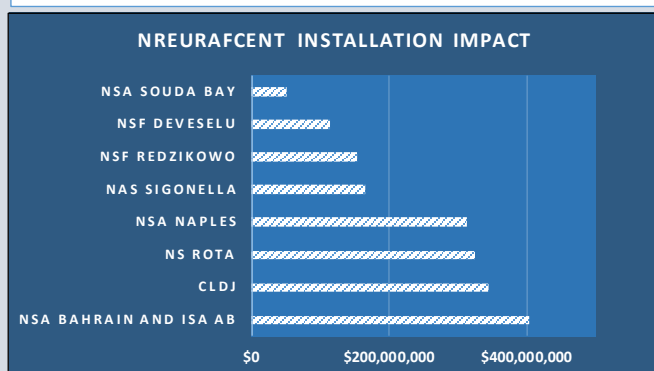 NREURAFCENT INSTALLATION IMPACT
NSA SOUDA BAY
NSF DEVESELU
NSF REDZIKOWO
NAS SIGONELLA
NSA NAPLES
NS ROTA
CLDJ
NSA BAHRAIN AND ISA AB
$0 $200,000,000 $400,000,000